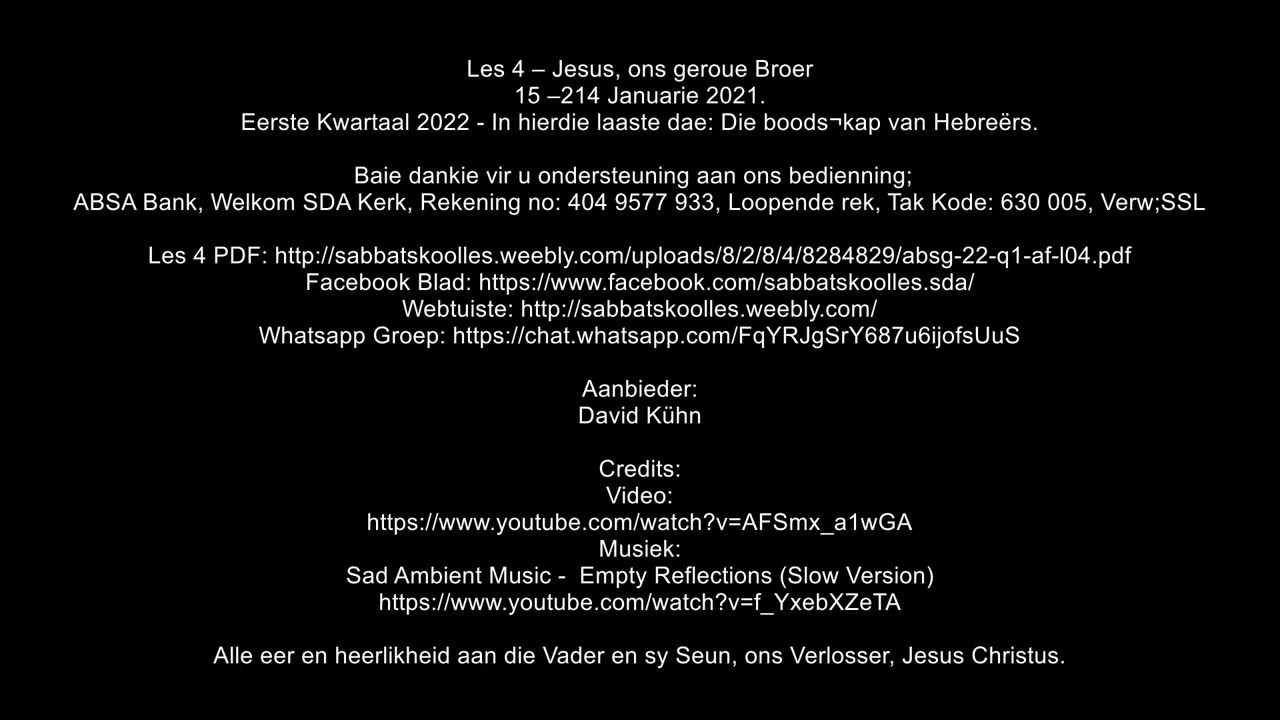 Les 4 – Jesus, ons geroue Broer
15 –214 Januarie 2021.
Eerste Kwartaal 2022 - In hierdie laaste dae: Die boods¬kap van Hebreërs.
Baie dankie vir u ondersteuning aan ons bedienning;
ABSA Bank, Welkom SDA Kerk, Rekening no: 404 9577 933, Loopende rek, Tak Kode: 630 005, Verw;SSL
Les 4 PDF: http://sabbatskoolles.weebly.com/uploads/8/2/8/4/8284829/absg-22-q1-af-l04.pdf
Facebook Blad: https://www.facebook.com/sabbatskoolles.sda/
Webtuiste: http://sabbatskoolles.weebly.com/
Whatsapp Groep: https://chat.whatsapp.com/FqYRJgSrY687u6ijofsUuS
Aanbieder:
David Kühn
Credits:
Video:
https://www.youtube.com/watch?v=AFSmx_a1wGA
Musiek:
Sad Ambient Music -  Empty Reflections (Slow Version)
https://www.youtube.com/watch?v=f_YxebXZeTA
Alle eer en heerlikheid aan die Vader en sy Seun, ons Verlosser, Jesus Christus.